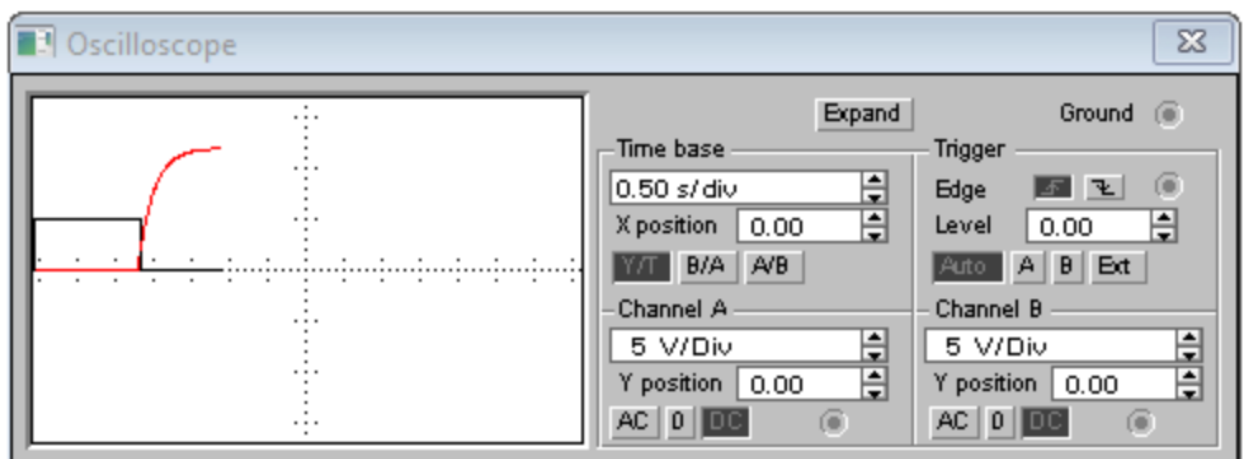 Oscilloscope
Expand
Ground
Time base
0.50 s/div
X position 0.00
Y/T B/A A/B
Trigger
Edge
Level 0.00
Auto A B Ext
Channel A
5 V/Div
Y position 0.00
AC 0 DC
Channel B
5 V/Div
Y position 0.00
AC 0 DC